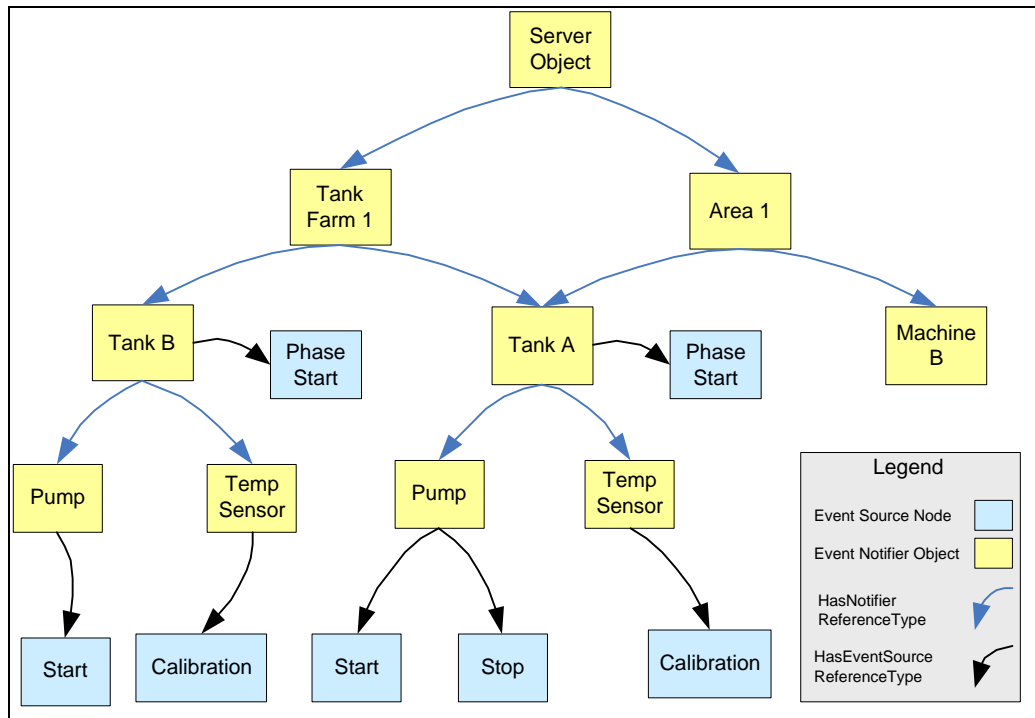 Server
Object
Tank
Farm 1
Area 1
Tank B
Phase
Start
Tank A
Phase
Start
Machine
B
Pump
Temp
Sensor
Pump
Temp
Sensor
Start
Calibration
Start
Stop
Calibration
Legend
Event Source Node
Event Notifier Object
HasNotifier
ReferenceType
HasEventSource
ReferenceType